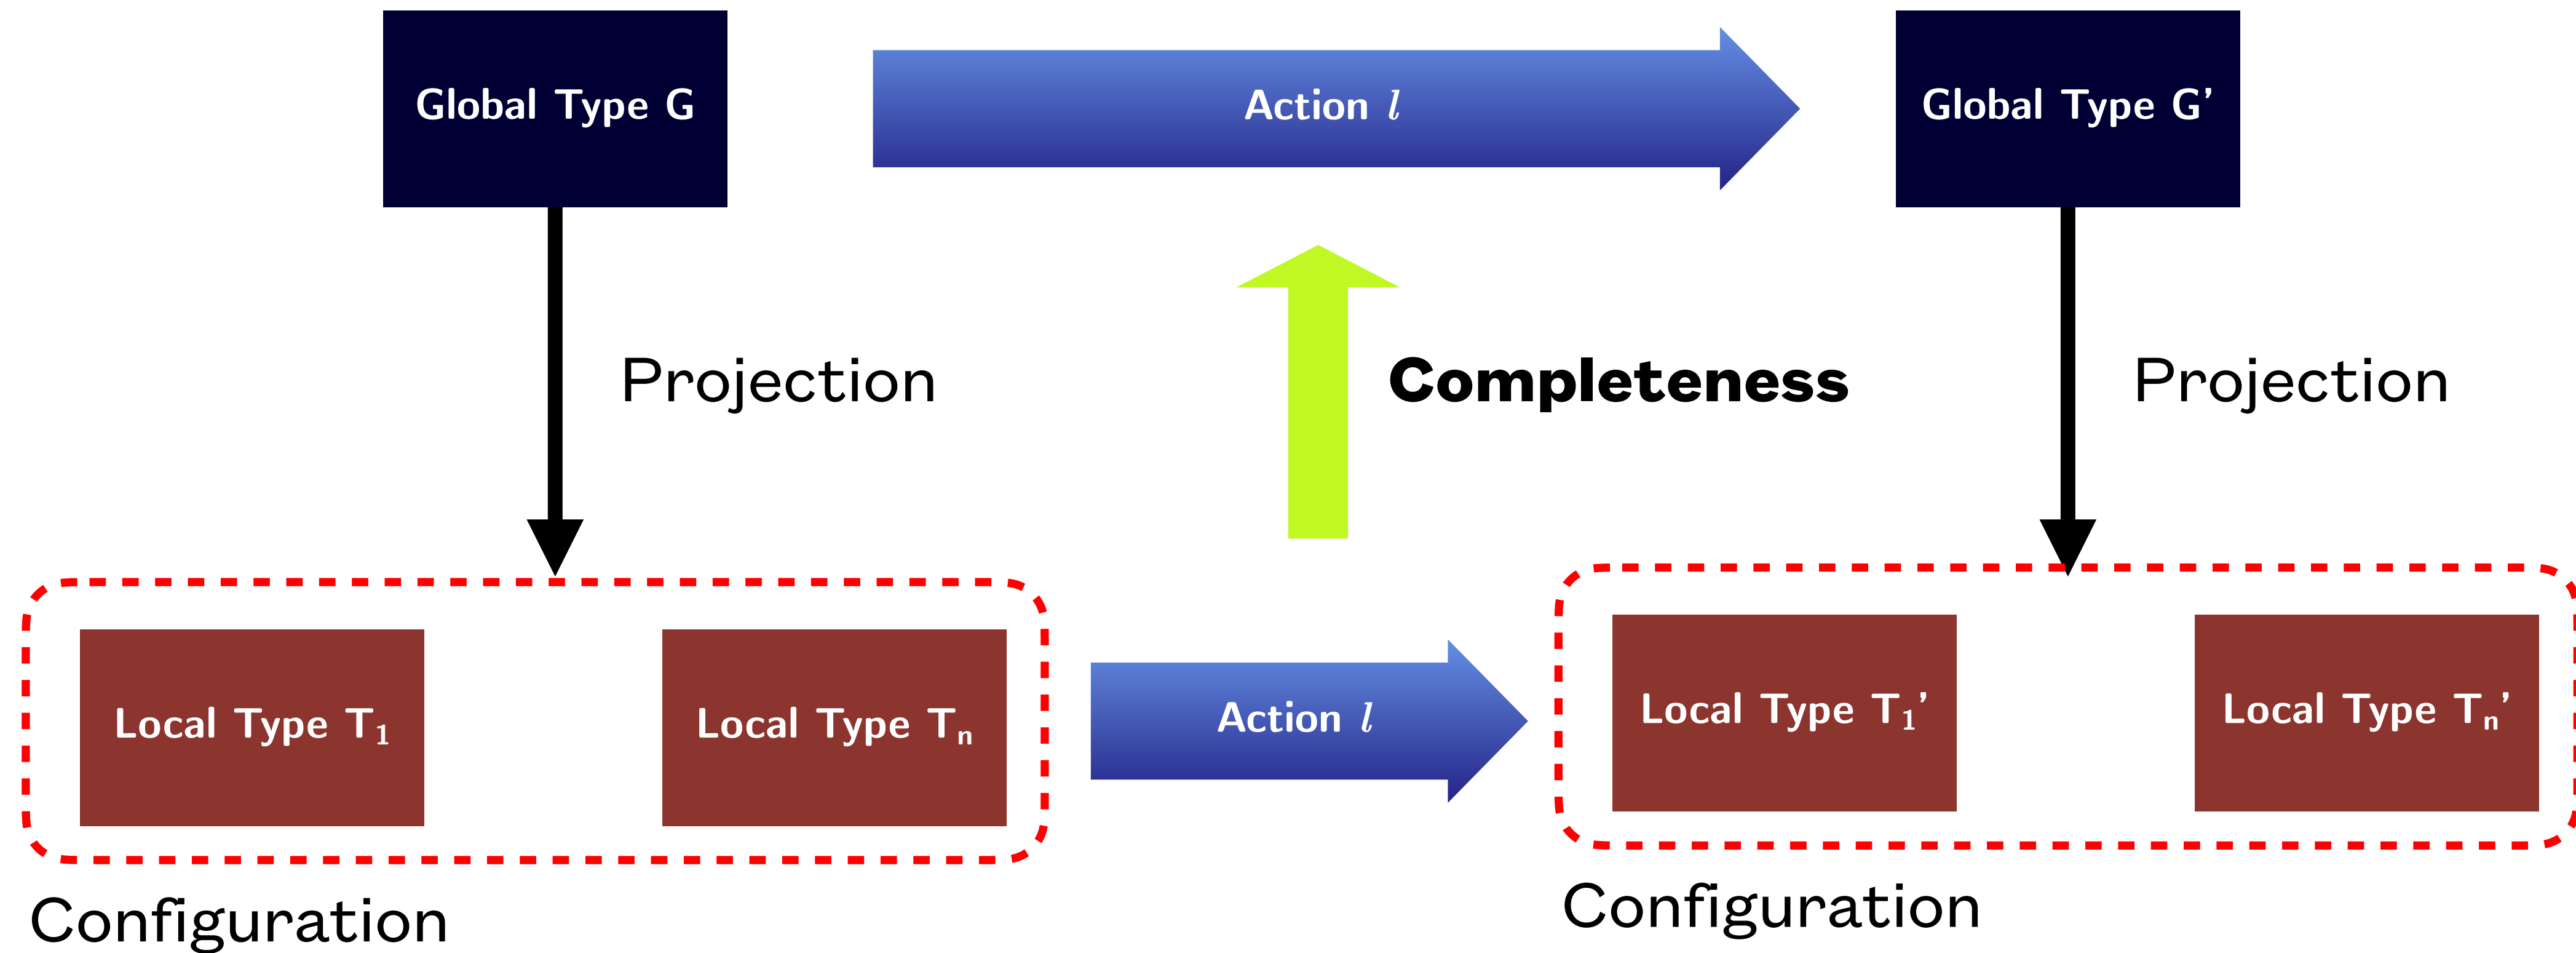 Global Type G
Action l
Global Type G'
Projection
Completeness
Projection
Local Type T₁
Local Type Tₙ
Action l
Local Type T₁'
Local Type Tₙ'
Configuration
Configuration